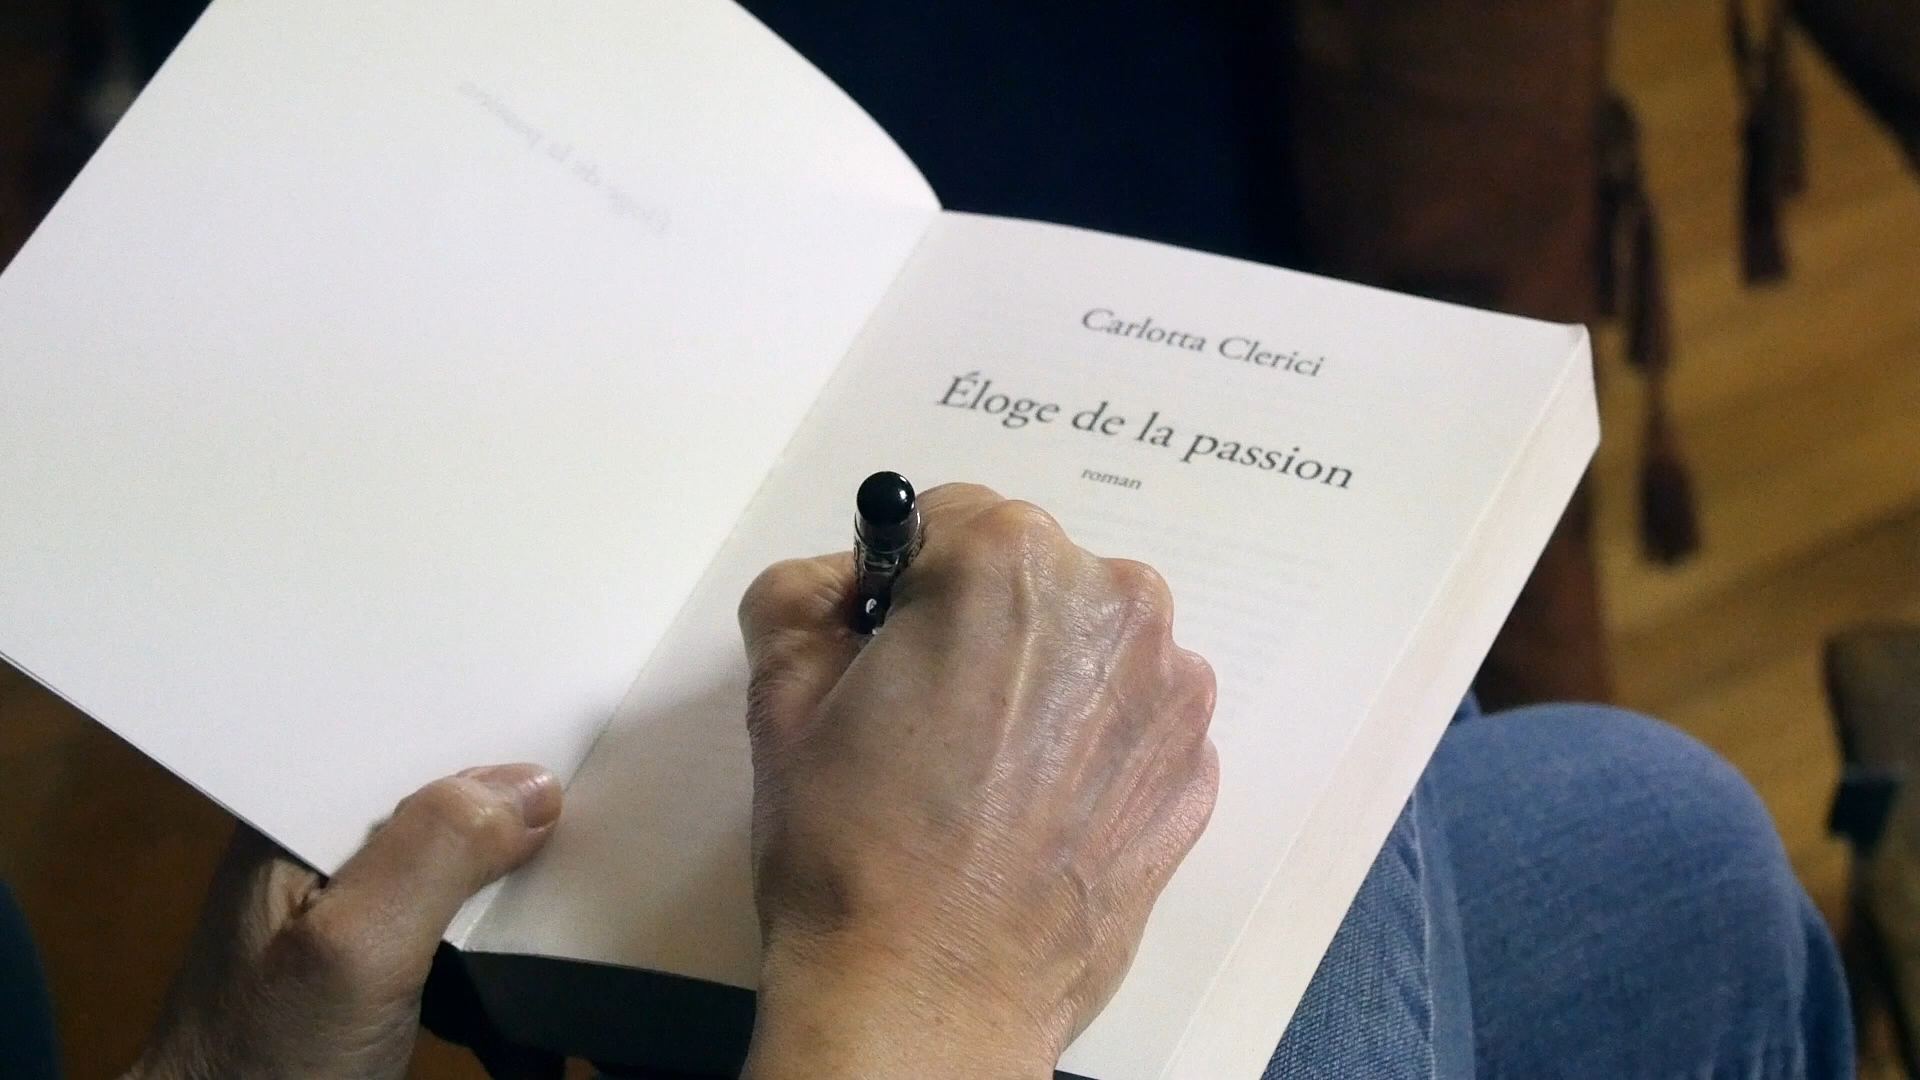 Carlotta Clerici
Éloge de la passion
roman